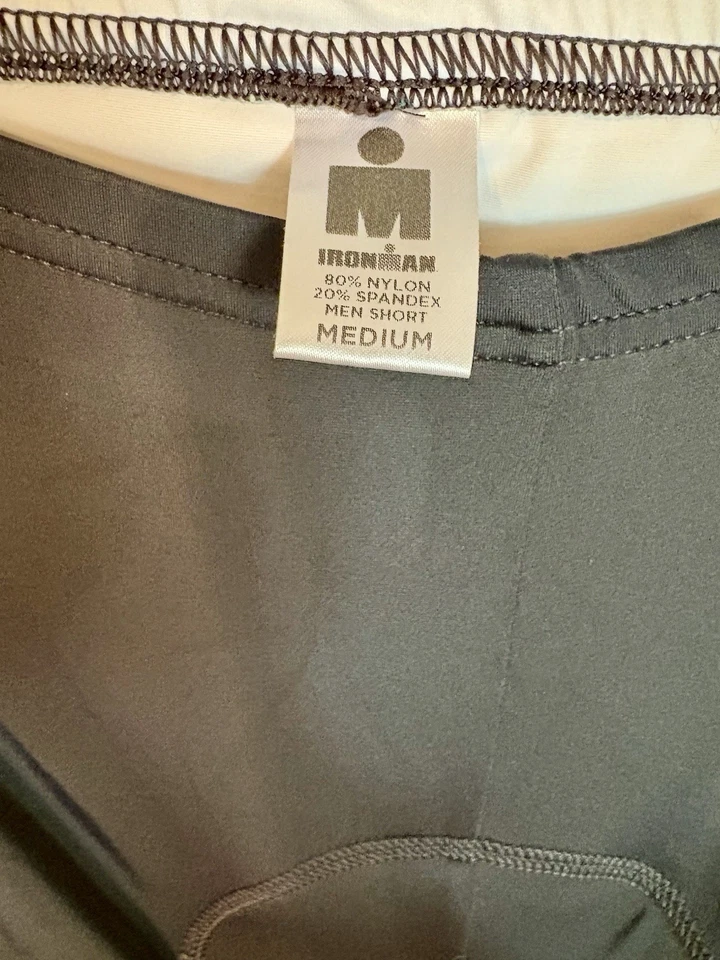 IRONMAN
80% NYLON
20% SPANDEX
MEN SHORT
MEDIUM